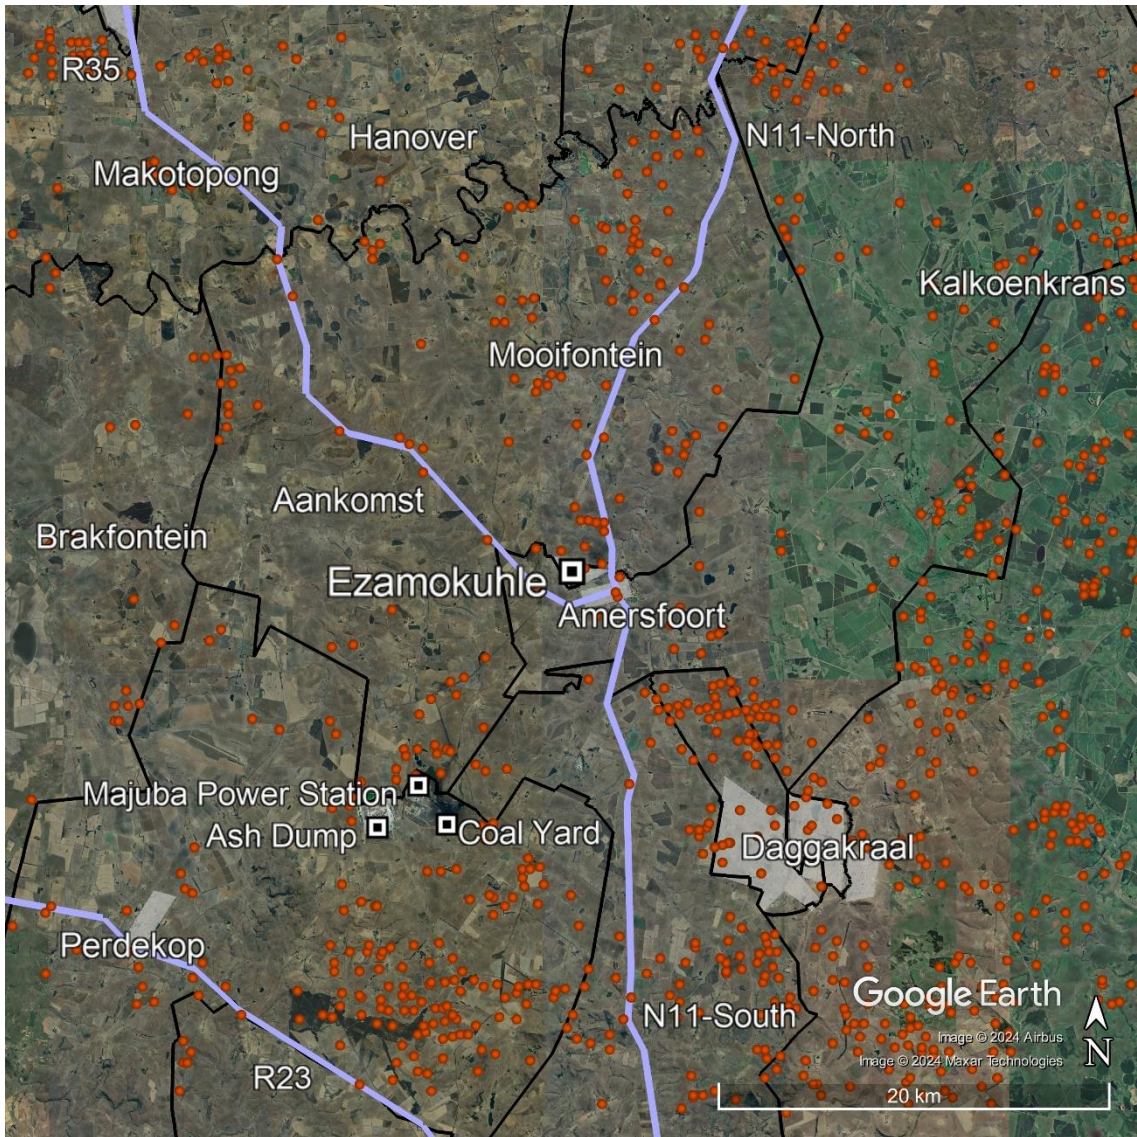 R35
Hanover
N11-North
Makotopong
Kalkoenkrans
Mooifontein
Aankomst
Brakfontein
Ezamokuhle
Amersfoort
Majuba Power Station
Ash Dump
Coal Yard
Daggakraal
Perdekop
Google Earth
N11-South
Image © 2024 Airbus
Image © 2024 Maxar Technologies
N
R23
20 km